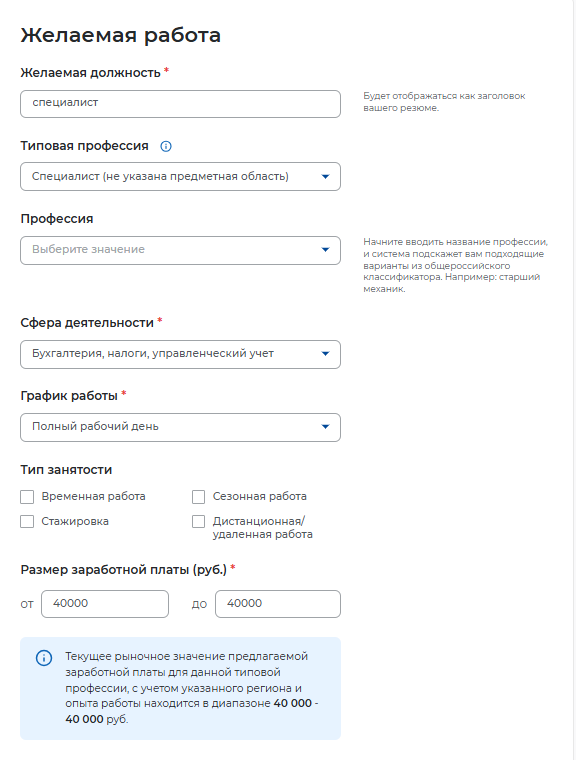 Желаемая работа
Желаемая должность *
специалист
Будет отображаться как заголовок
вашего резюме.
Типовая профессия
Специалист (не указана предметная область)
Профессия
Выберите значение
Начните вводить название профессии,
и система подскажет вам подходящие
варианты из общероссийского
классификатора. Например: старший
механик.
Сфера деятельности *
Бухгалтерия, налоги, управленческий учет
График работы *
Полный рабочий день
Тип занятости
Временная работа
Сезонная работа
Стажировка
Дистанционная/
удаленная работа
Размер заработной платы (руб.) *
от 40000 до 40000
Текущее рыночное значение предлагаемой
заработной платы для данной типовой
профессии, с учетом указанного региона и
опыта работы находится в диапазоне 40 000 -
40 000 руб.